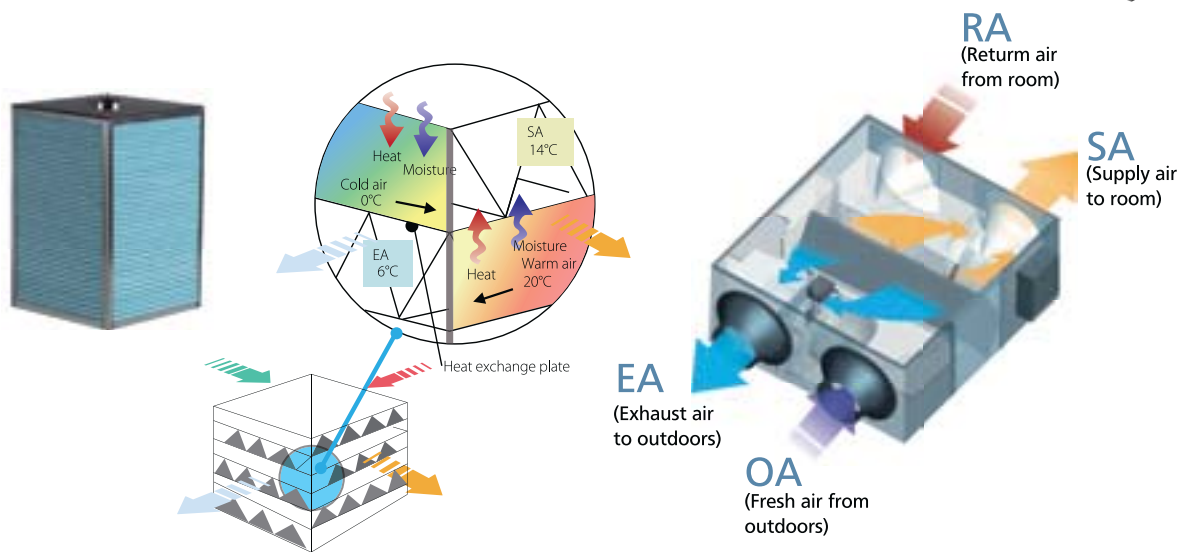 RA
(Returm air
from room)
SA
(Supply air
to room)
SA
14°C
Heat
Moisture
Cold air
0°C
EA
6°C
Moisture
Warm air
20°C
Heat
Heat exchange plate
EA
(Exhaust air
to outdoors)
OA
(Fresh air from
outdoors)